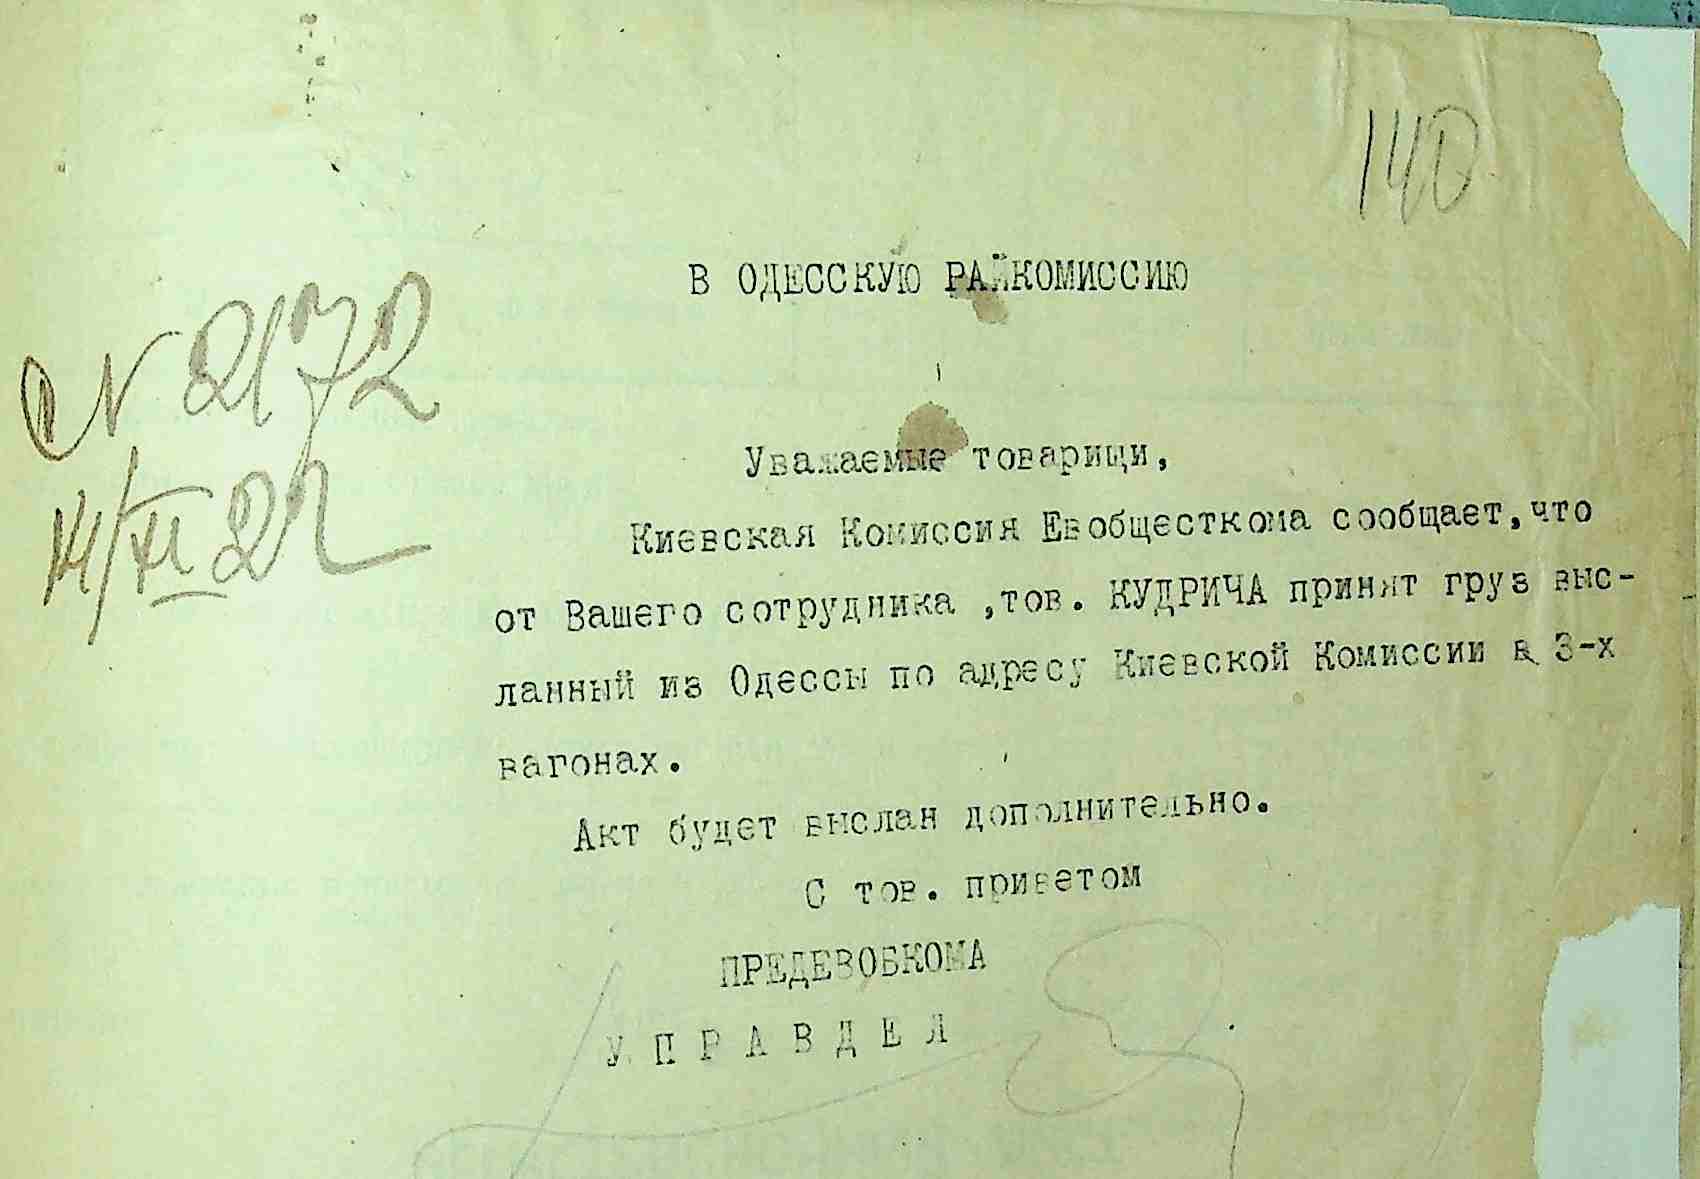 140
В ОДЕССКУЮ РАЙКОМИССИЮ
№ 2172
14/XI 22
Уважаемые товарищи,
Киевская Комиссия Евобщесткома сообщает, что
от Вашего сотрудника ,тов. КУДРИЧА принят груз выс-
ланный из Одессы по адресу Киевской Комиссии в 3-х
вагонах.
Акт будет выслан дополнительно.
С тов. приветом
ПРЕДЕВОБКОМА
У П Р А В Д Е Л